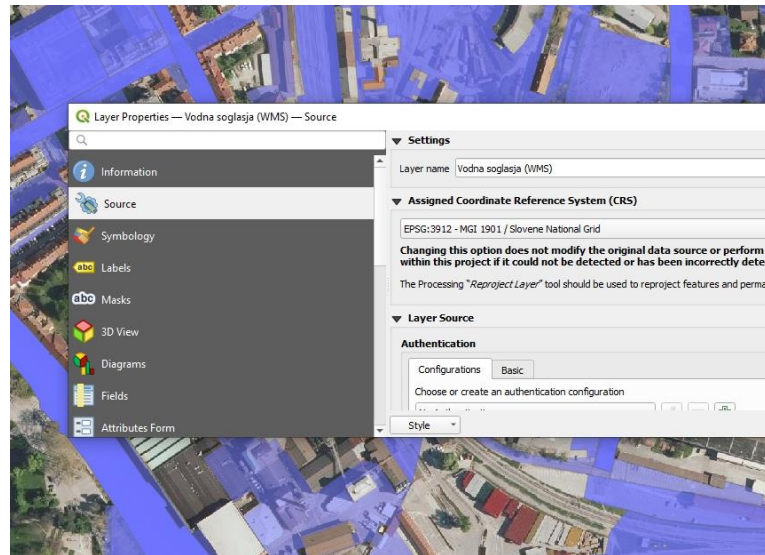 Layer Properties — Vodna soglasja (WMS) — Source
Information
Source
Symbology
abc Labels
abc Masks
3D View
Diagrams
Fields
Attributes Form
Settings
Layer name Vodna soglasja (WMS)
Assigned Coordinate Reference System (CRS)
EPSG:3912 - MGI 1901 / Slovene National Grid
Changing this option does not modify the original data source or perform
within this project if it could not be detected or has been incorrectly dete
The Processing "Reproject Layer" tool should be used to reproject features and perma
Layer Source
Authentication
Configurations Basic
Choose or create an authentication configuration
Style